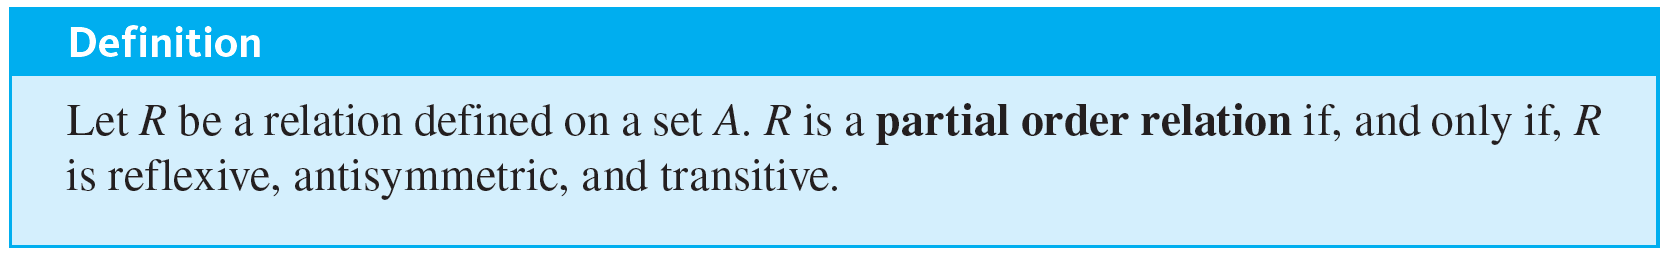 Definition
Let R be a relation defined on a set A. R is a partial order relation if, and only if, R
is reflexive, antisymmetric, and transitive.